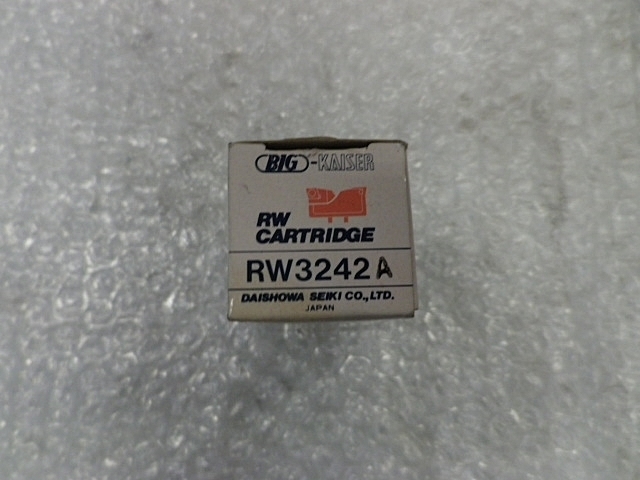 BIG-KAISER
RW
CARTRIDGE
RW3242A
DAISHOWA SEIKI CO.,LTD.
JAPAN